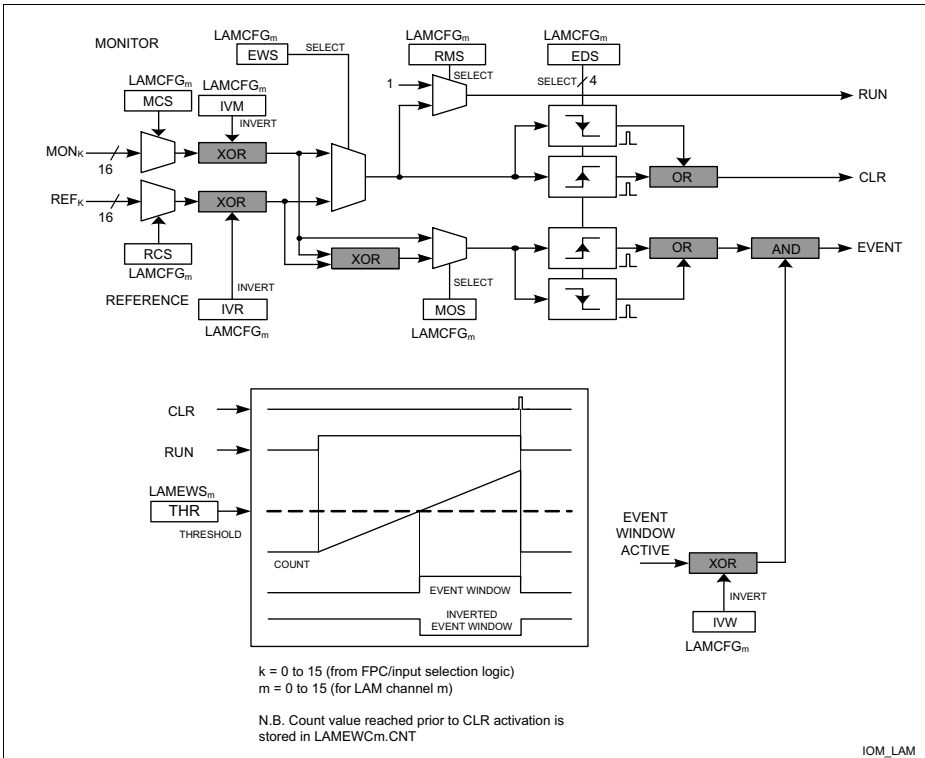 MONITOR
LAMCFGm
EWS
SELECT
LAMCFGm
RMS
SELECT
LAMCFGm
EDS
SELECT
4
LAMCFGm
MCS
LAMCFGm
IVM
INVERT
1
RUN
MONK
16
XOR
OR
CLR
REFK
16
XOR
XOR
OR
AND
EVENT
RCS
LAMCFGm
REFERENCE
INVERT
IVR
LAMCFGm
SELECT
MOS
LAMCFGm
CLR
RUN
LAMEWSm
THR
THRESHOLD
COUNT
EVENT WINDOW
INVERTED
EVENT WINDOW
EVENT
WINDOW
ACTIVE
XOR
INVERT
IVW
LAMCFGm
k = 0 to 15 (from FPC/input selection logic)
m = 0 to 15 (for LAM channel m)
N.B. Count value reached prior to CLR activation is
stored in LAMEWCm.CNT
IOM_LAM